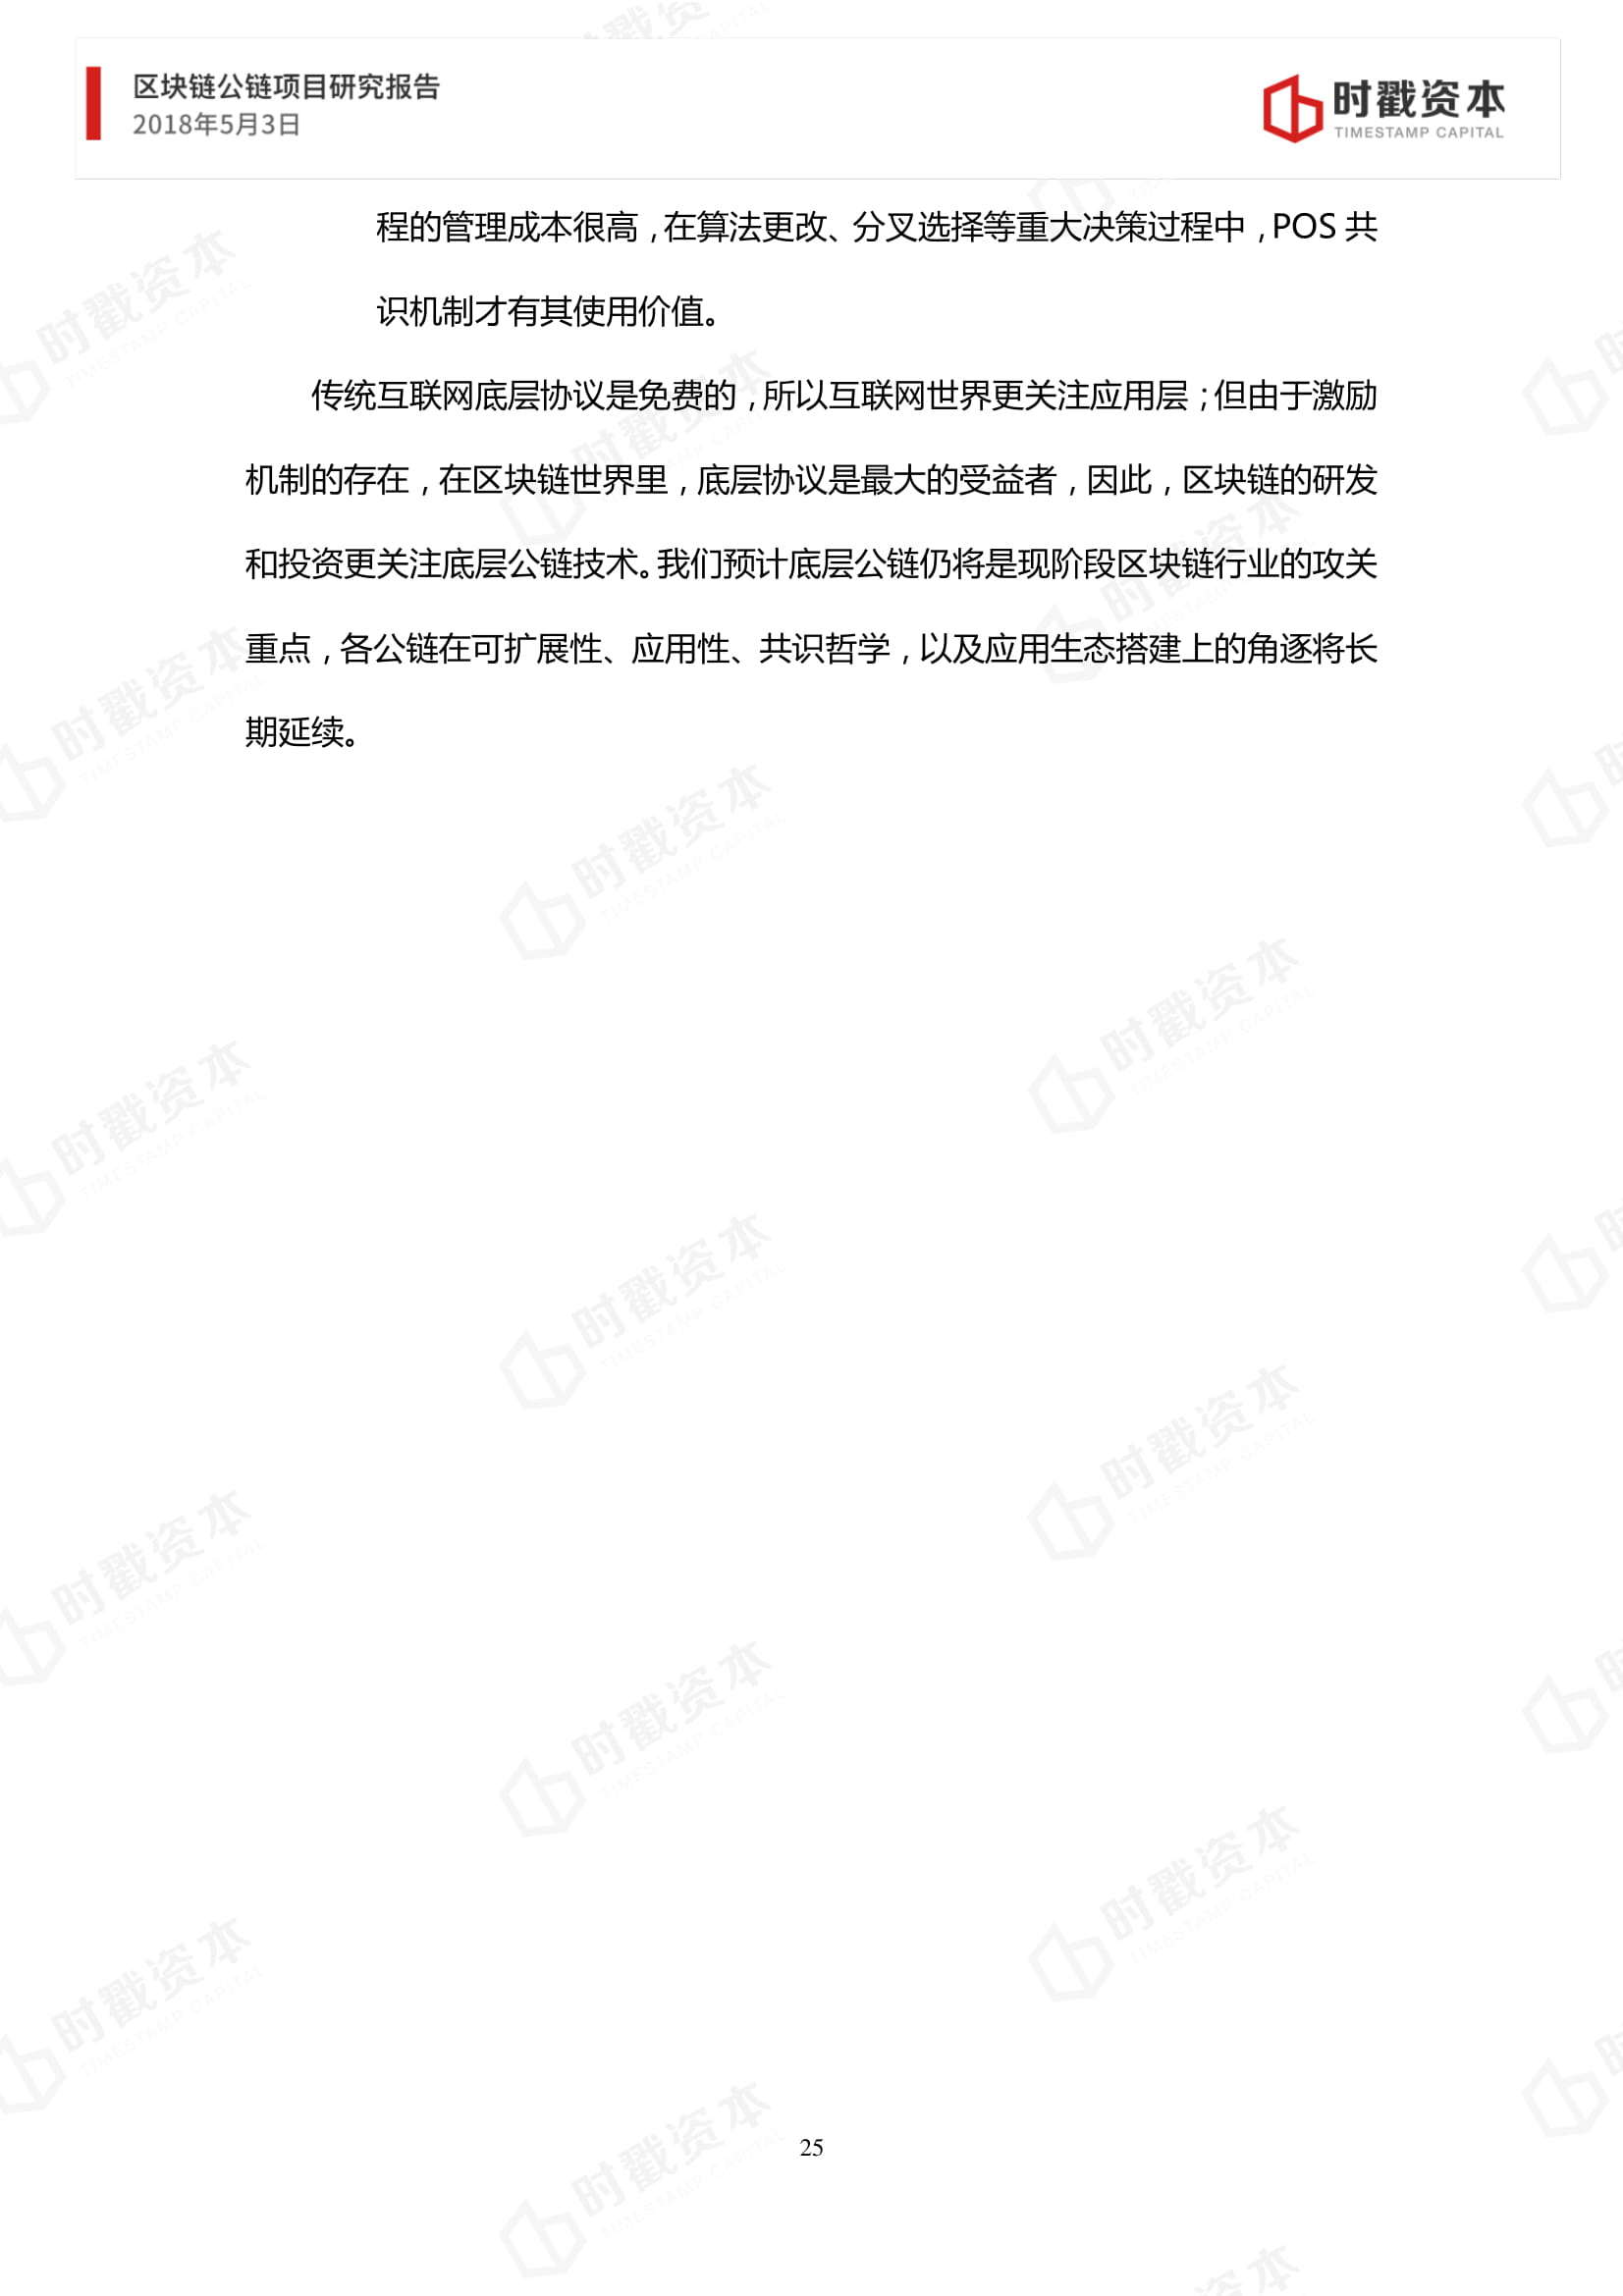 区块链公链项目研究报告
2018年5月3日
时戳资本
TIMESTAMP CAPITAL
程的管理成本很高，在算法更改、分叉选择等重大决策过程中，POS 共
识机制才有其使用价值。
传统互联网底层协议是免费的，所以互联网世界更关注应用层；但由于激励
机制的存在，在区块链世界里，底层协议是最大的受益者，因此，区块链的研发
和投资更关注底层公链技术。我们预计底层公链仍将是现阶段区块链行业的攻关
重点，各公链在可扩展性、应用性、共识哲学，以及应用生态搭建上的角逐将长
期延续。
25